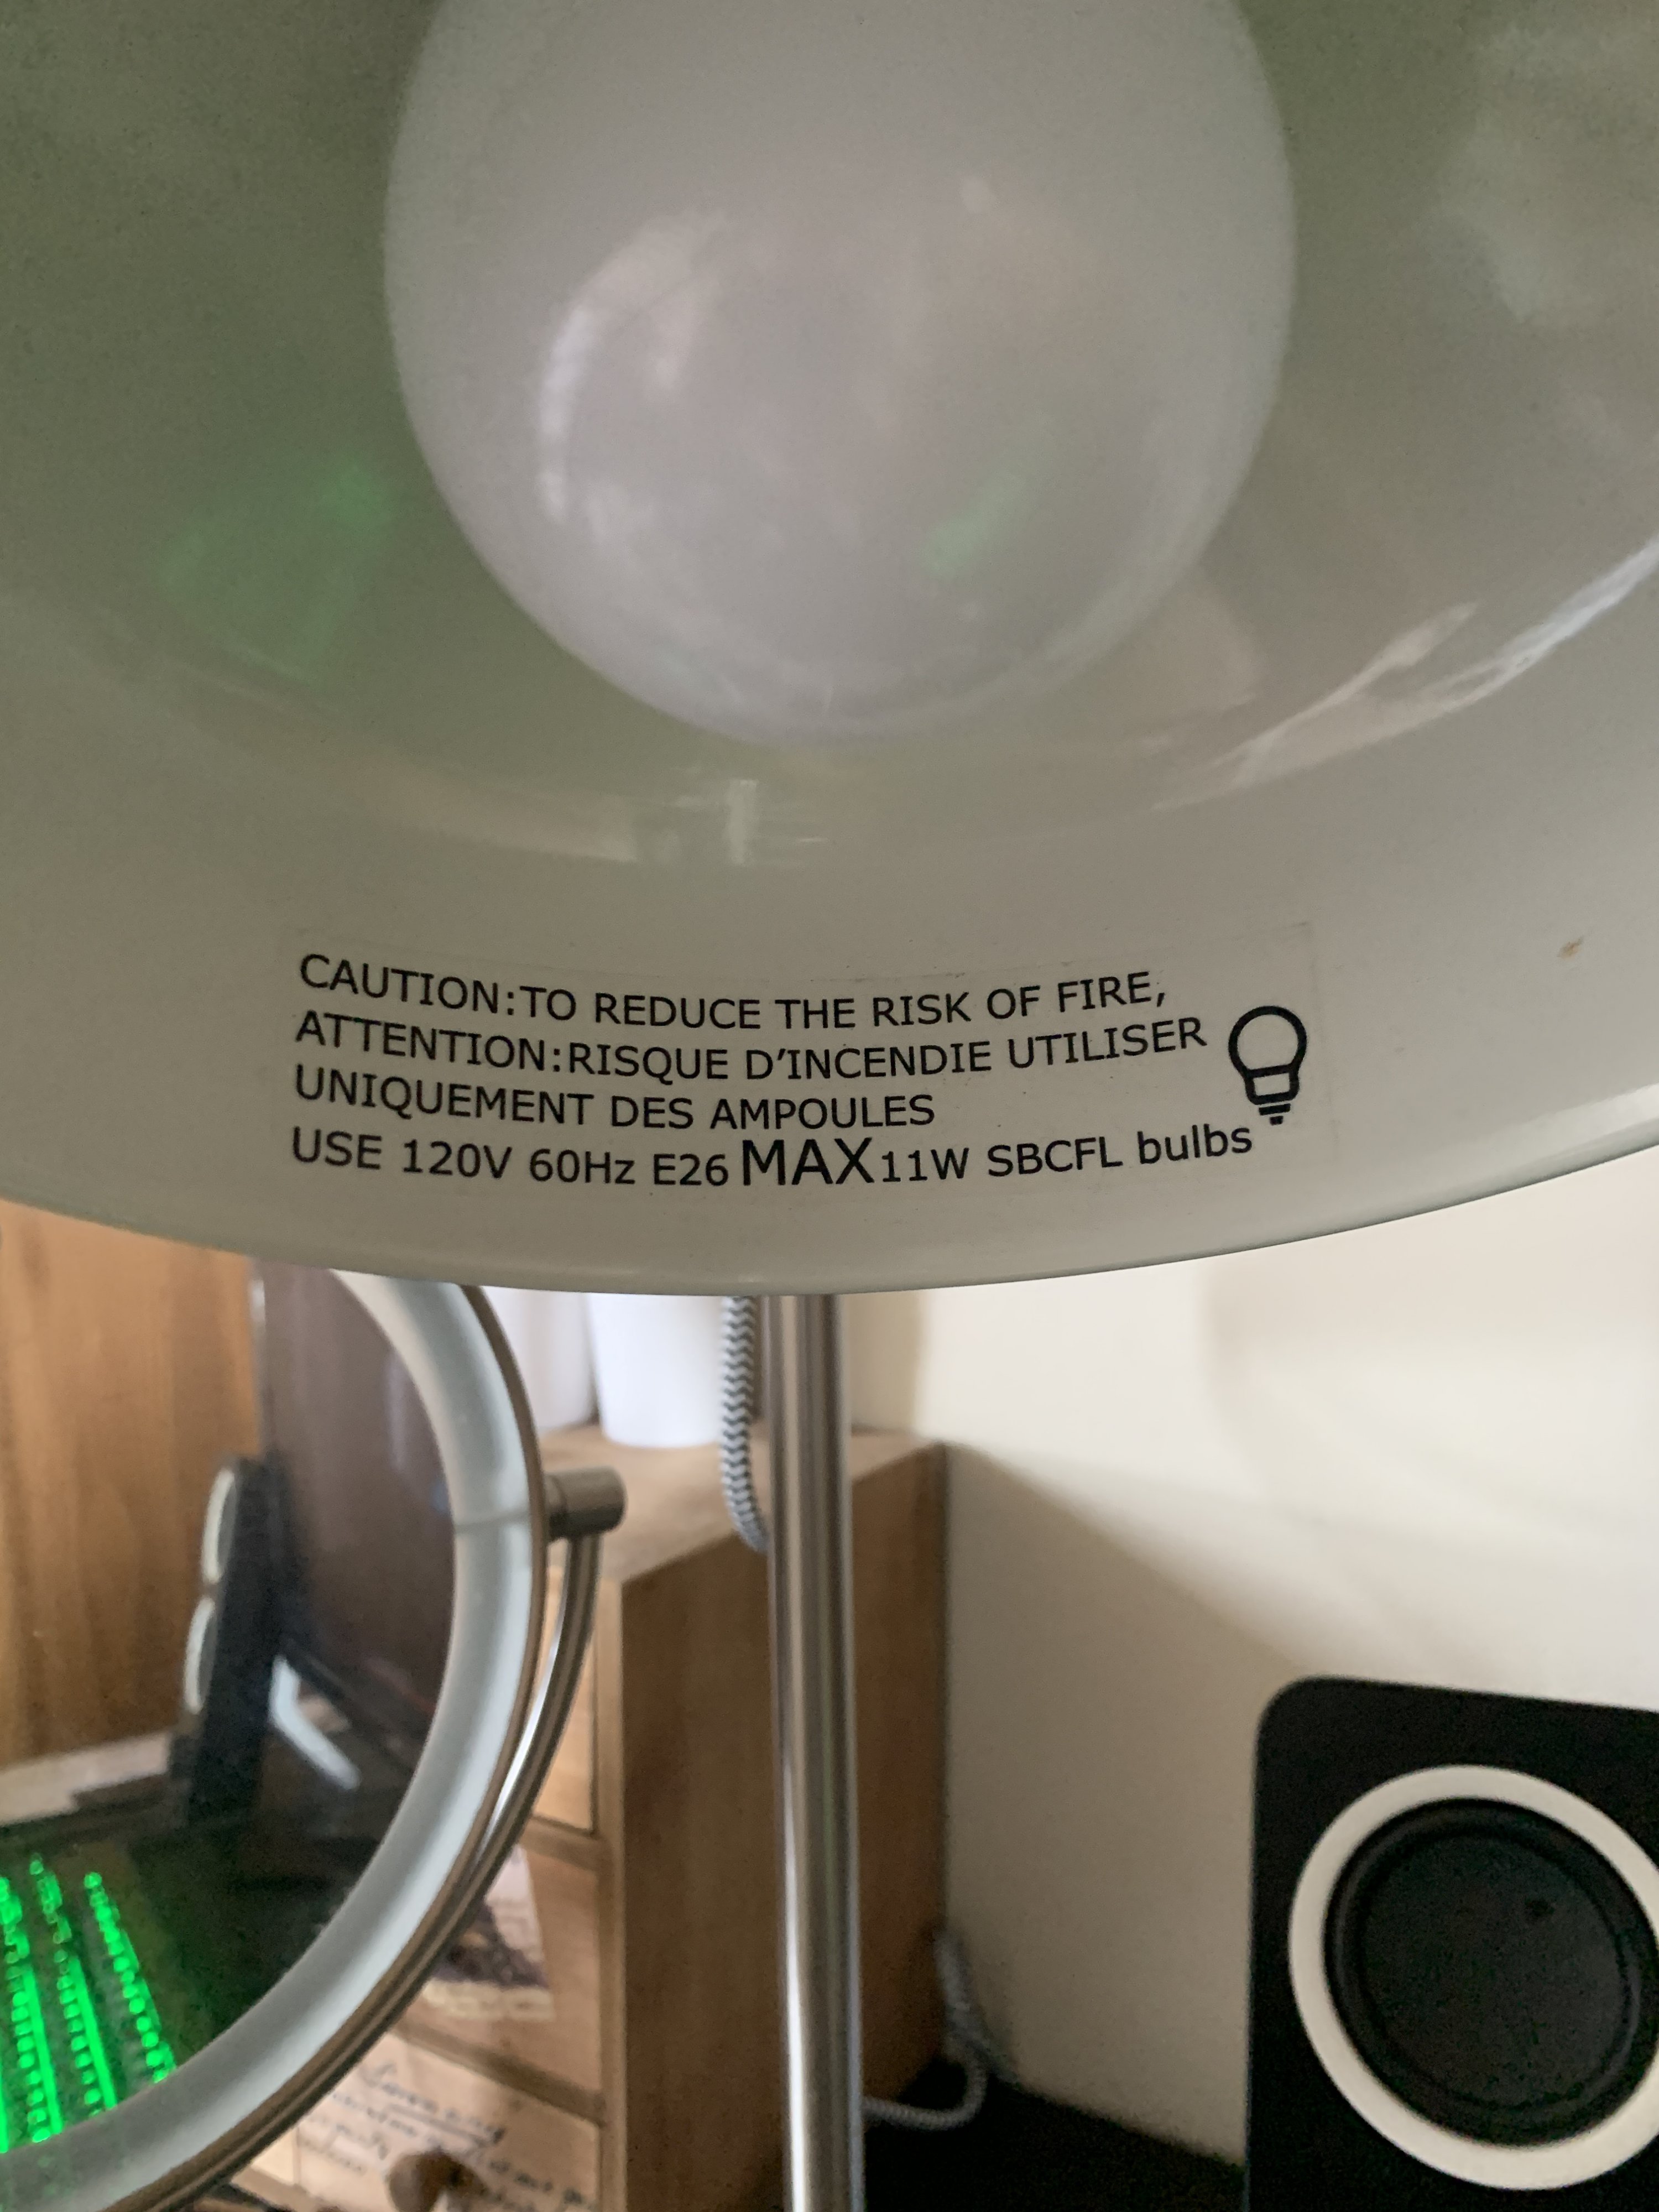 CAUTION:TO REDUCE THE RISK OF FIRE,
ATTENTION:RISQUE D'INCENDIE UTILISER
UNIQUEMENT DES AMPOULES
USE 120V 60Hz E26 MAX 11W SBCFL bulbs